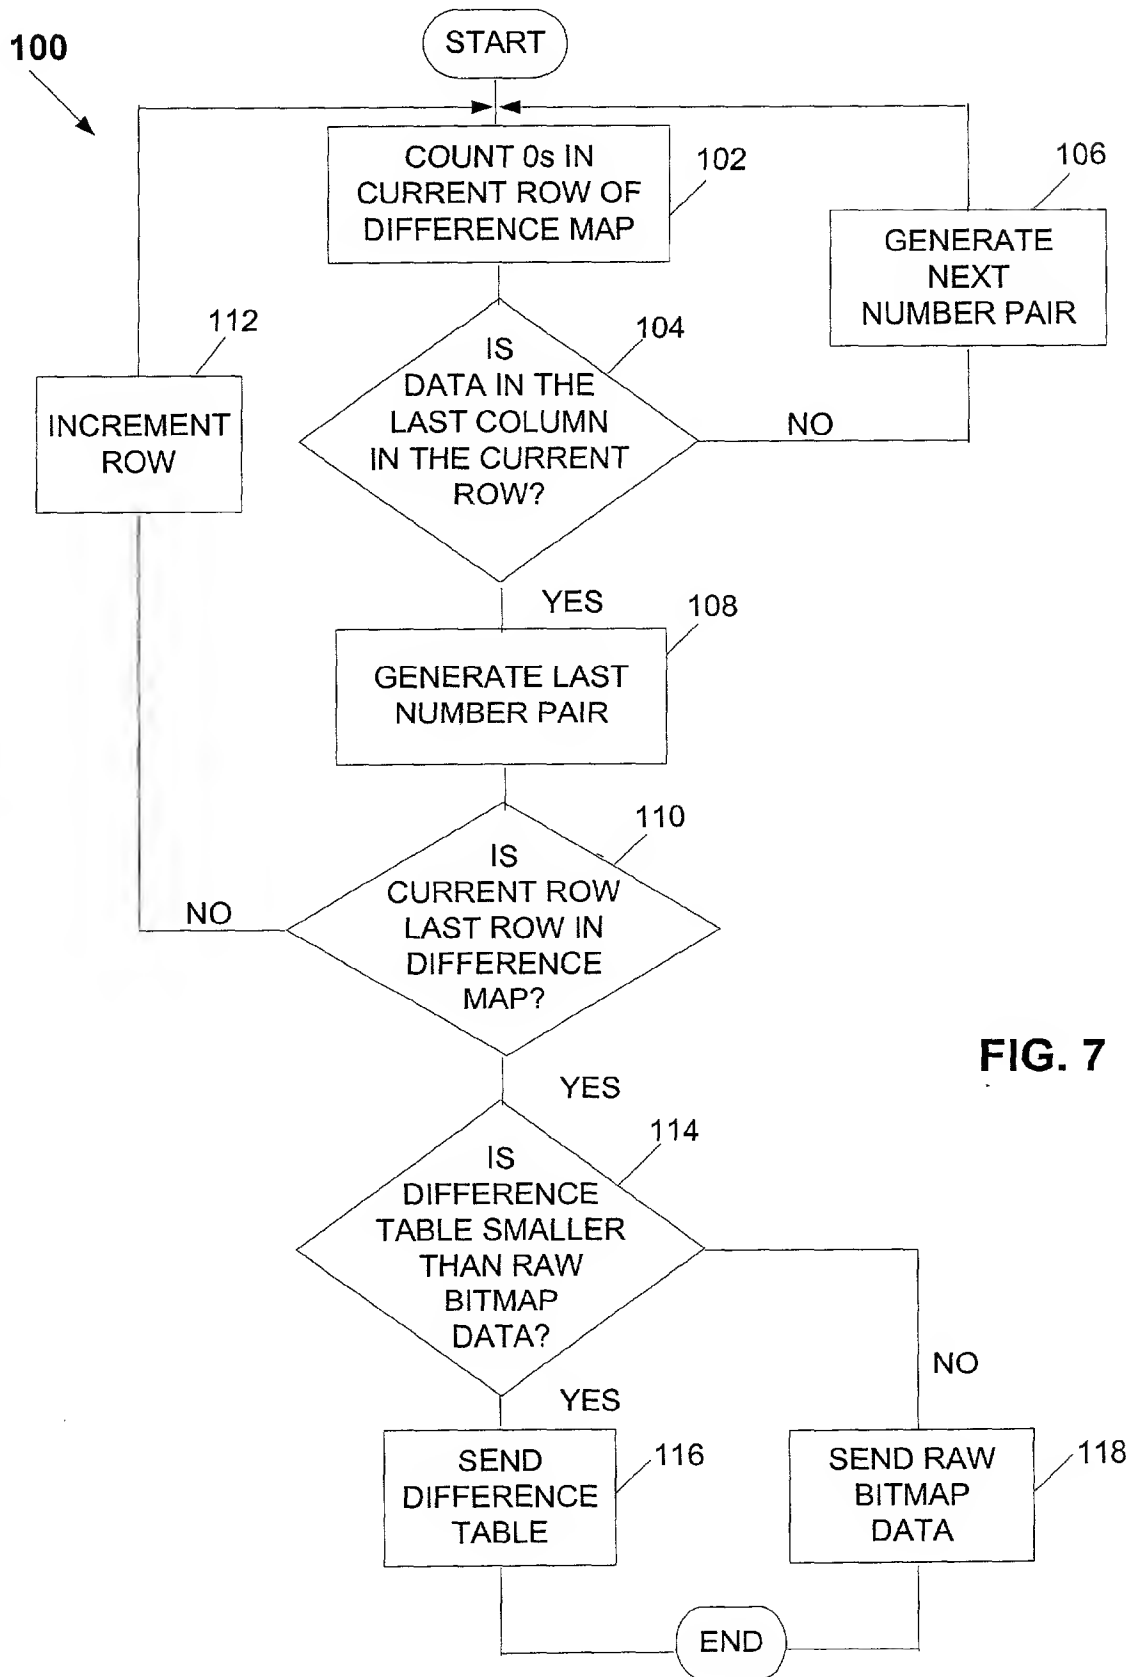 100
START
COUNT 0s IN
CURRENT ROW OF
DIFFERENCE MAP
102
106
GENERATE
NEXT
NUMBER PAIR
112
INCREMENT
ROW
104
IS
DATA IN THE
LAST COLUMN
IN THE CURRENT
ROW?
NO
YES
108
GENERATE LAST
NUMBER PAIR
110
IS
CURRENT ROW
LAST ROW IN
DIFFERENCE
MAP?
NO
FIG. 7
YES
114
IS
DIFFERENCE
TABLE SMALLER
THAN RAW
BITMAP
DATA?
NO
YES
SEND
DIFFERENCE
TABLE
116
SEND RAW
BITMAP
DATA
118
END